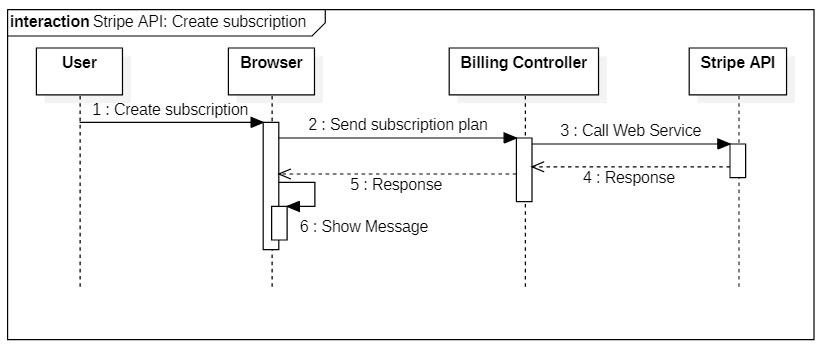 interaction Stripe API: Create subscription
User
Browser
Billing Controller
Stripe API
1 : Create subscription
2 : Send subscription plan
3 : Call Web Service
4 : Response
5 : Response
6 : Show Message